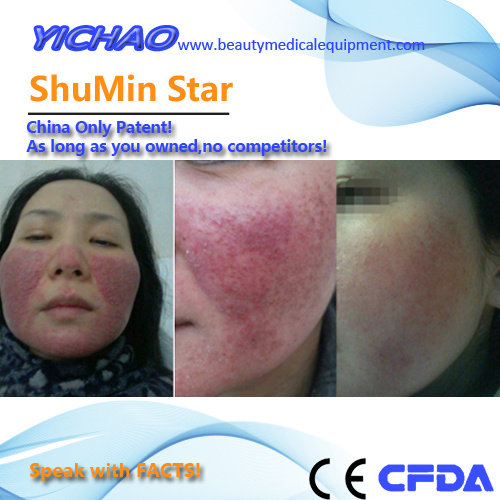 YICHAO www.beautymedicalequipment.com
ShuMin Star
China Only Patent!
As long as you owned,no competitors!
Speak with FACTS!
CE CFDA